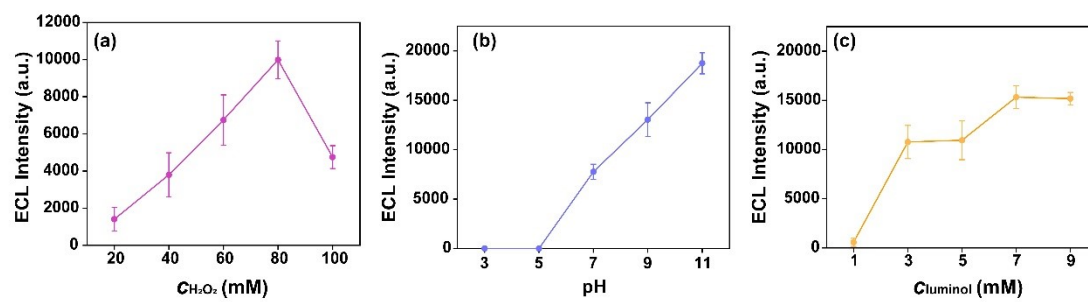 (a)
ECL Intensity (a.u.)
12000
10000
8000
6000
4000
2000
0
20 40 60 80 100
CH₂O₂ (mM)
(b)
ECL Intensity (a.u.)
20000
15000
10000
5000
0
3 5 7 9 11
pH
(c)
ECL Intensity (a.u.)
20000
15000
10000
5000
0
1 3 5 7 9
Cluminol (mM)